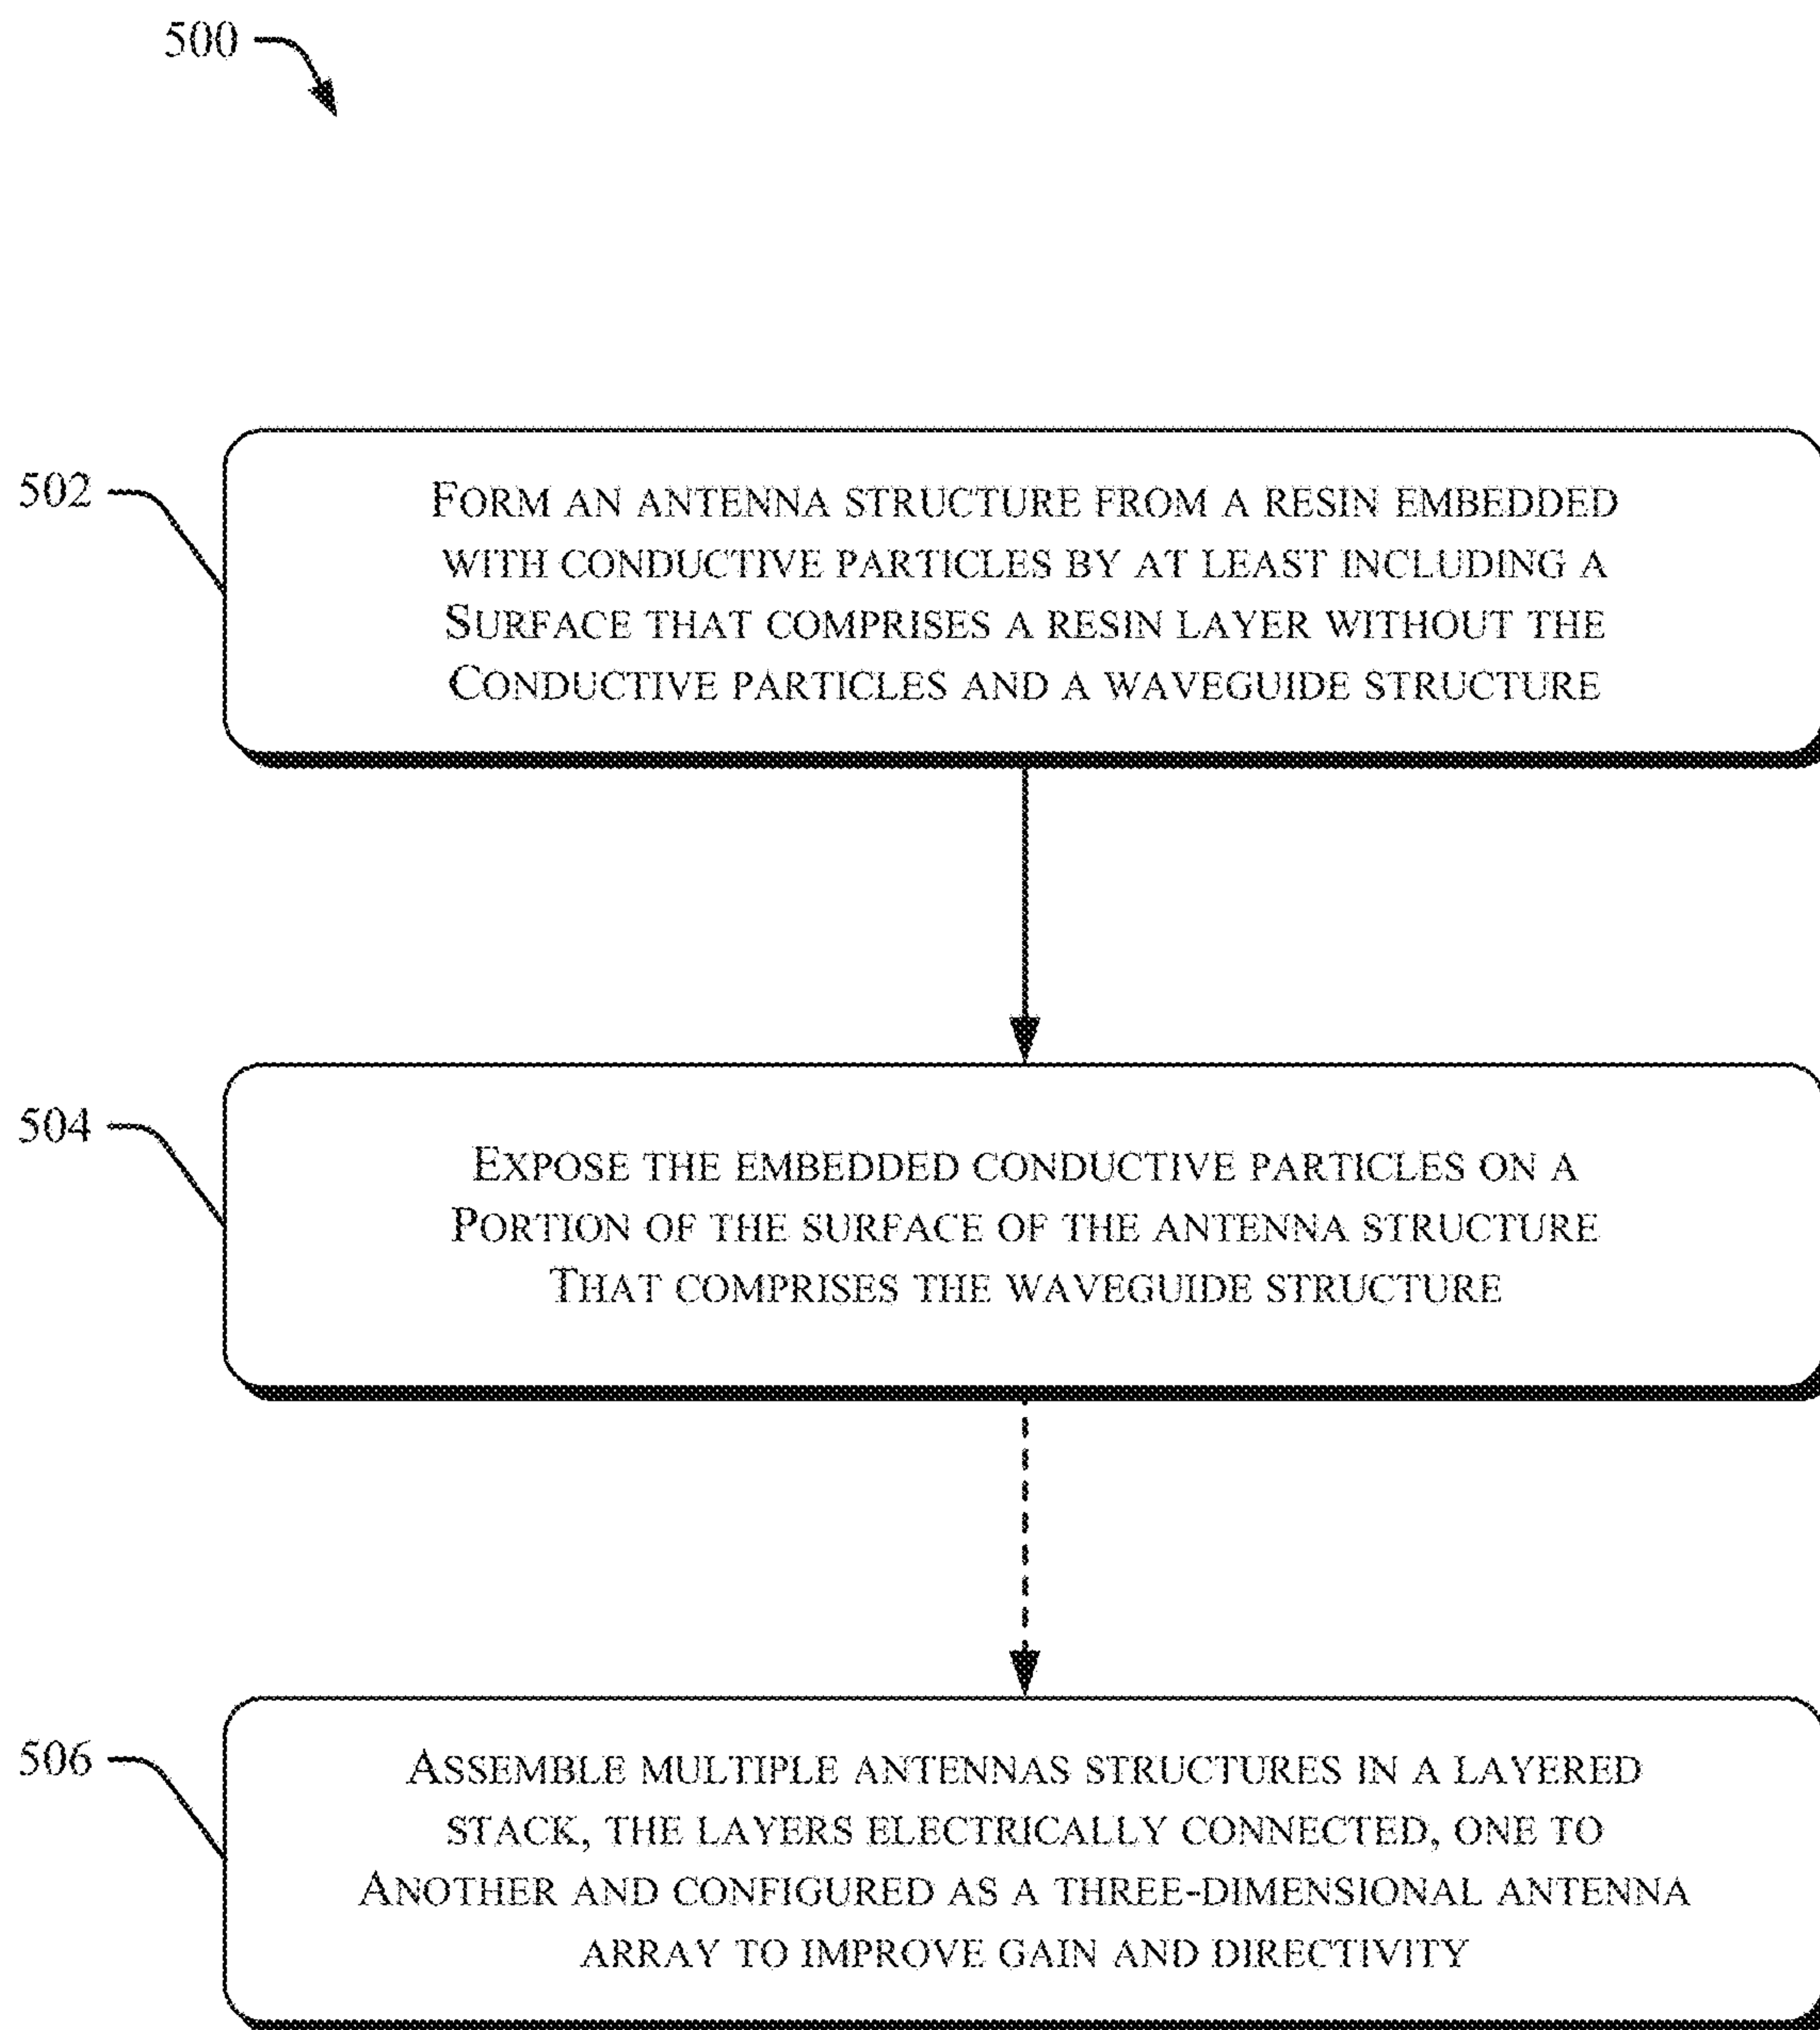 500
502
FORM AN ANTENNA STRUCTURE FROM A RESIN EMBEDDED
WITH CONDUCTIVE PARTICLES BY AT LEAST INCLUDING A
SURFACE THAT COMPRISES A RESIN LAYER WITHOUT THE
CONDUCTIVE PARTICLES AND A WAVEGUIDE STRUCTURE
504
EXPOSE THE EMBEDDED CONDUCTIVE PARTICLES ON A
PORTION OF THE SURFACE OF THE ANTENNA STRUCTURE
THAT COMPRISES THE WAVEGUIDE STRUCTURE
506
ASSEMBLE MULTIPLE ANTENNAS STRUCTURES IN A LAYERED
STACK, THE LAYERS ELECTRICALLY CONNECTED, ONE TO
ANOTHER AND CONFIGURED AS A THREE-DIMENSIONAL ANTENNA
ARRAY TO IMPROVE GAIN AND DIRECTIVITY